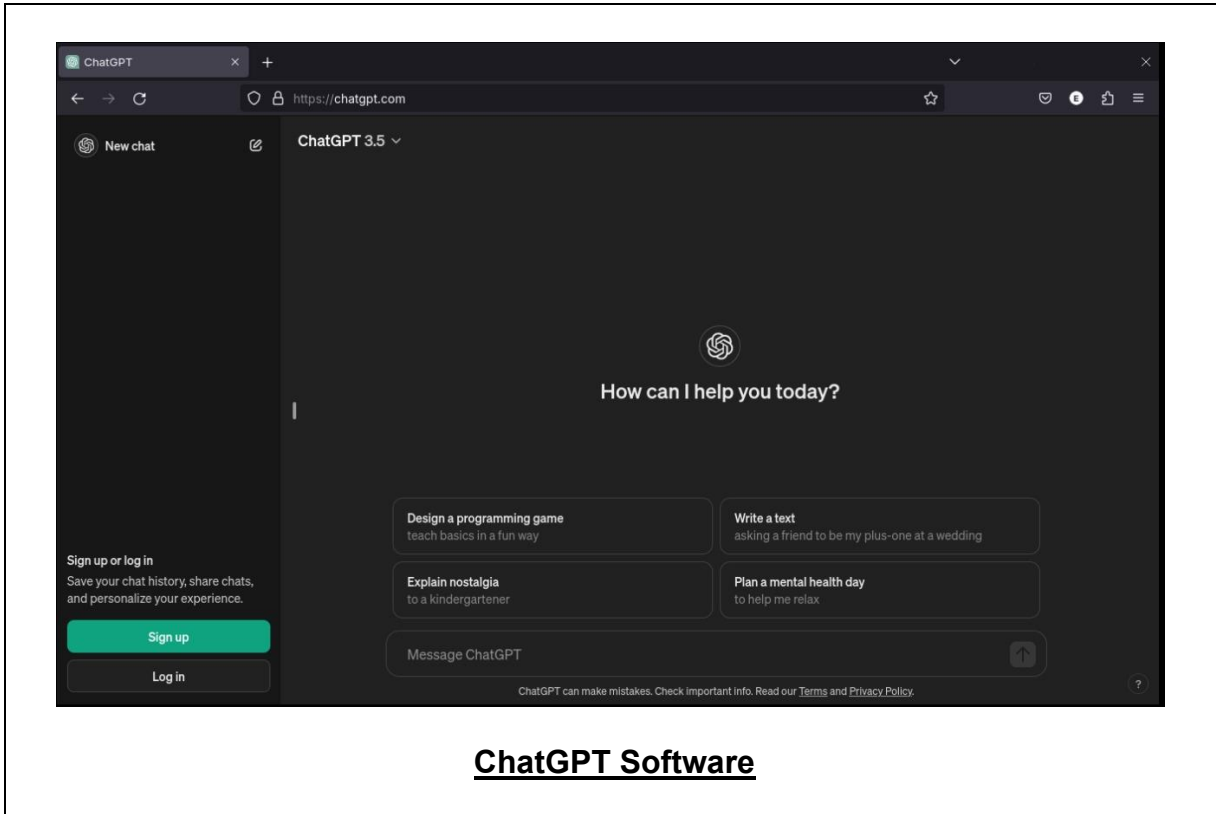 ChatGPT
https://chatgpt.com
E
New chat
ChatGPT 3.5
How can I help you today?
Design a programming game
teach basics in a fun way
Write a text
asking a friend to be my plus-one at a wedding
Explain nostalgia
to a kindergartener
Plan a mental health day
to help me relax
Sign up or log in
Save your chat history, share chats,
and personalize your experience.
Sign up
Log in
Message ChatGPT
ChatGPT can make mistakes. Check important info. Read our Terms and Privacy Policy.
?
ChatGPT Software